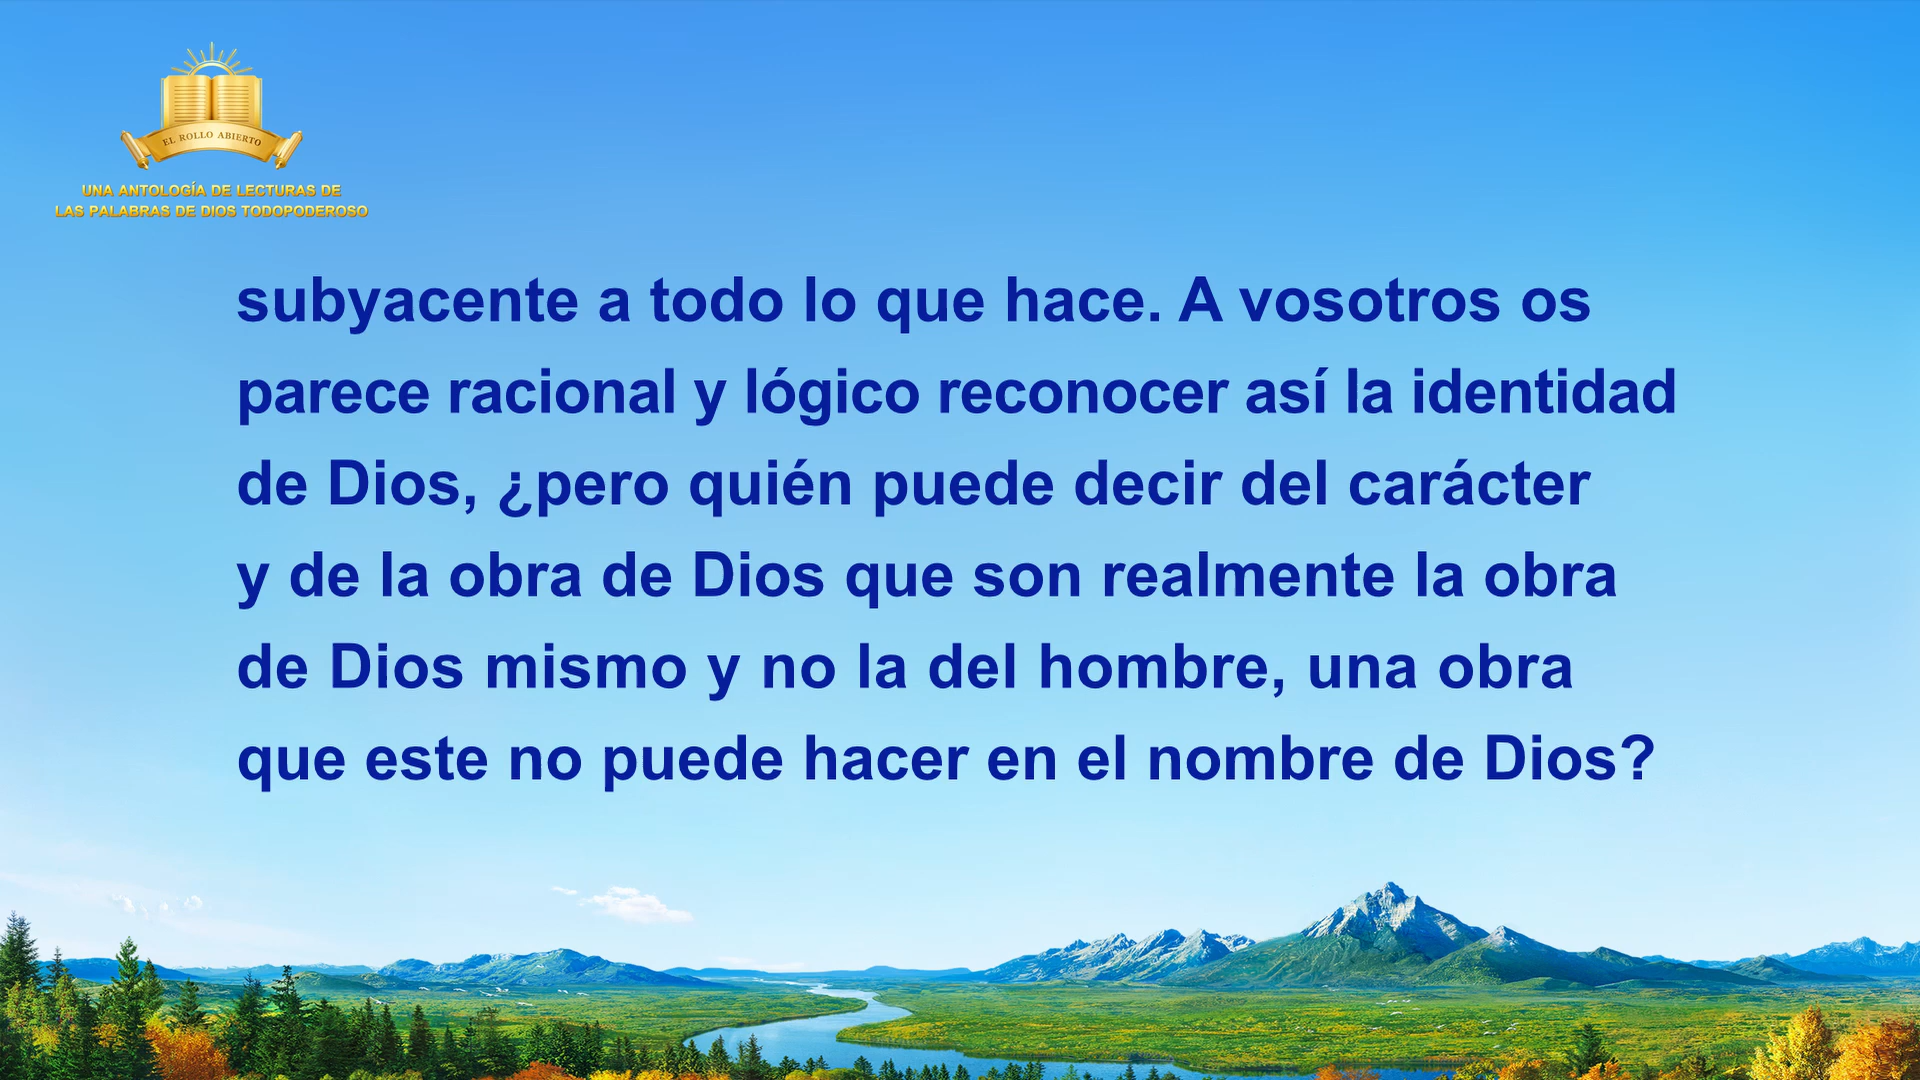 EL ROLLO ABIERTO
UNA ANTOLOGÍA DE LECTURAS DE
LAS PALABRAS DE DIOS TODOPODEROSO
subyacente a todo lo que hace. A vosotros os
parece racional y lógico reconocer así la identidad
de Dios, ¿pero quién puede decir del carácter
y de la obra de Dios que son realmente la obra
de Dios mismo y no la del hombre, una obra
que este no puede hacer en el nombre de Dios?